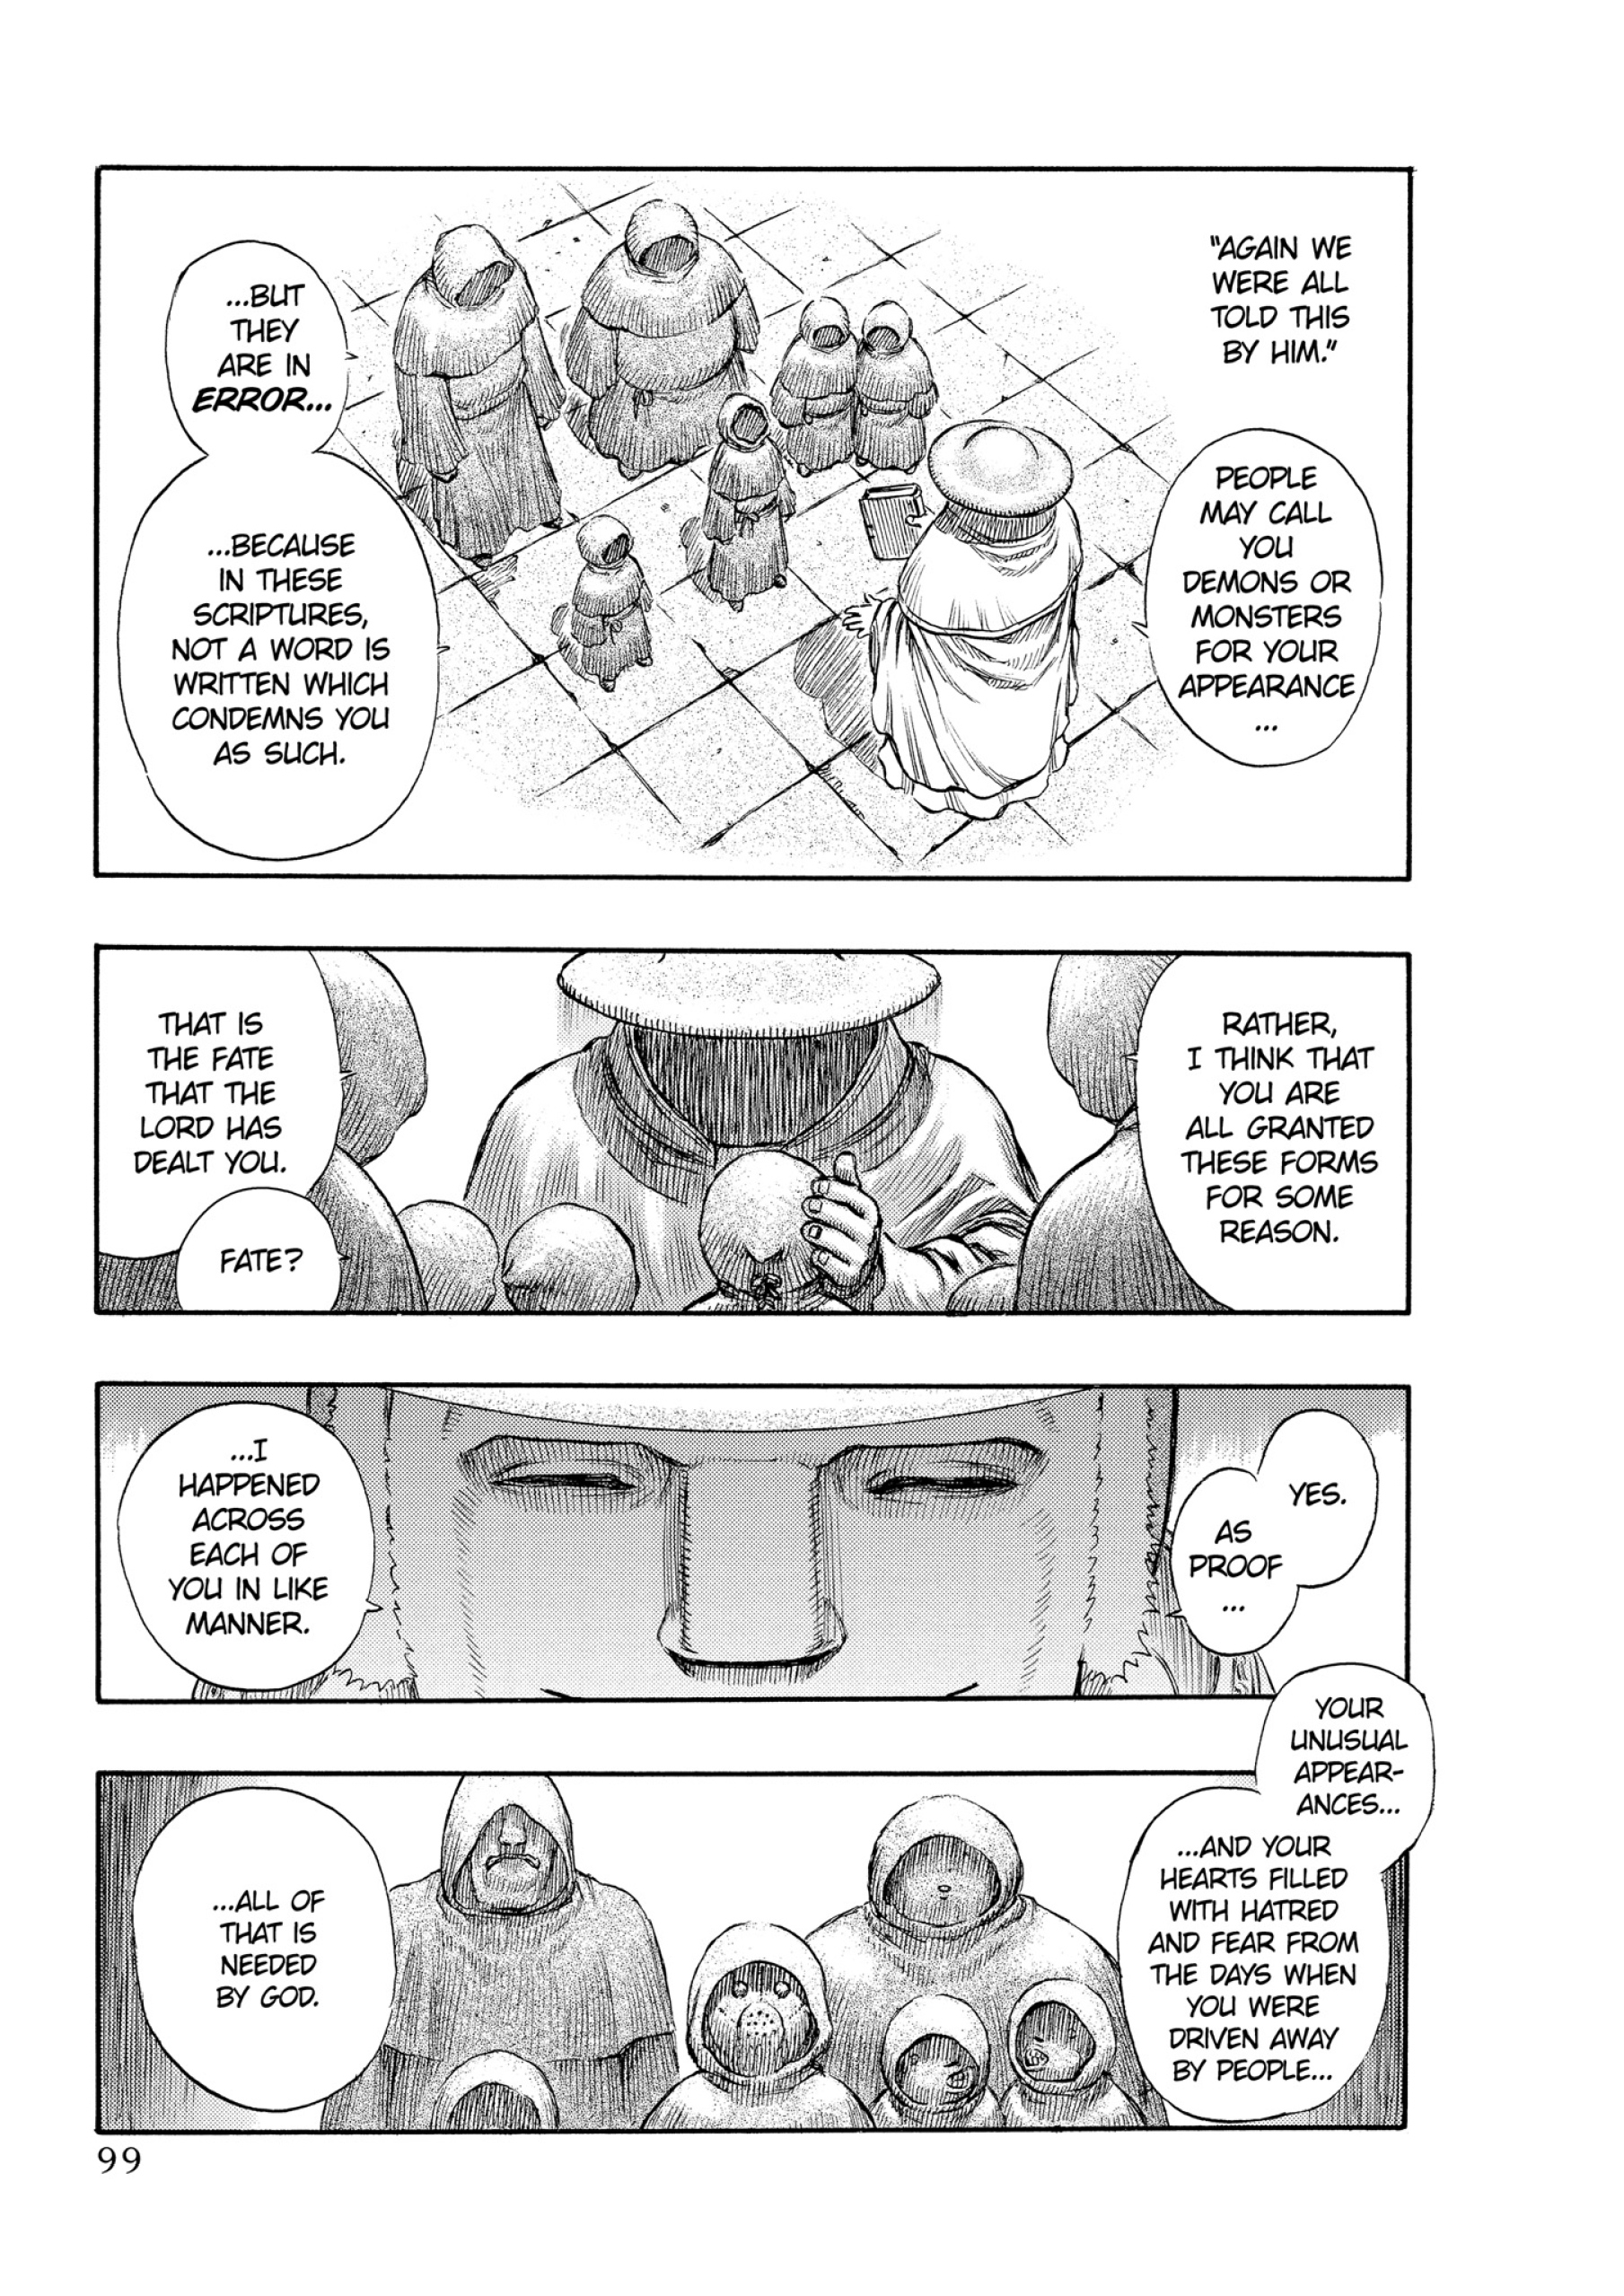 "AGAIN WE
WERE ALL
TOLD THIS
BY HIM."
PEOPLE
MAY CALL
YOU
DEMONS OR
MONSTERS
FOR YOUR
APPEARANCE
...
...BUT
THEY
ARE IN
ERROR...
...BECAUSE
IN THESE
SCRIPTURES,
NOT A WORD IS
WRITTEN WHICH
CONDEMNS YOU
AS SUCH.
RATHER,
I THINK THAT
YOU ARE
ALL GRANTED
THESE FORMS
FOR SOME
REASON.
THAT IS
THE FATE
THAT THE
LORD HAS
DEALT YOU.
FATE?
YES.
AS
PROOF
...
...I
HAPPENED
ACROSS
EACH OF
YOU IN LIKE
MANNER.
YOUR
UNUSUAL
APPEAR-
ANCES...
...AND YOUR
HEARTS FILLED
WITH HATRED
AND FEAR FROM
THE DAYS WHEN
YOU WERE
DRIVEN AWAY
BY PEOPLE...
...ALL OF
THAT IS
NEEDED
BY GOD.
99